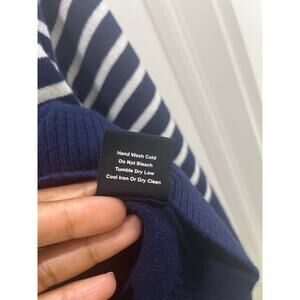 Hand Wash Cold
Do Not Bleach
Tumble Dry Low
Cool Iron Or Dry Clean